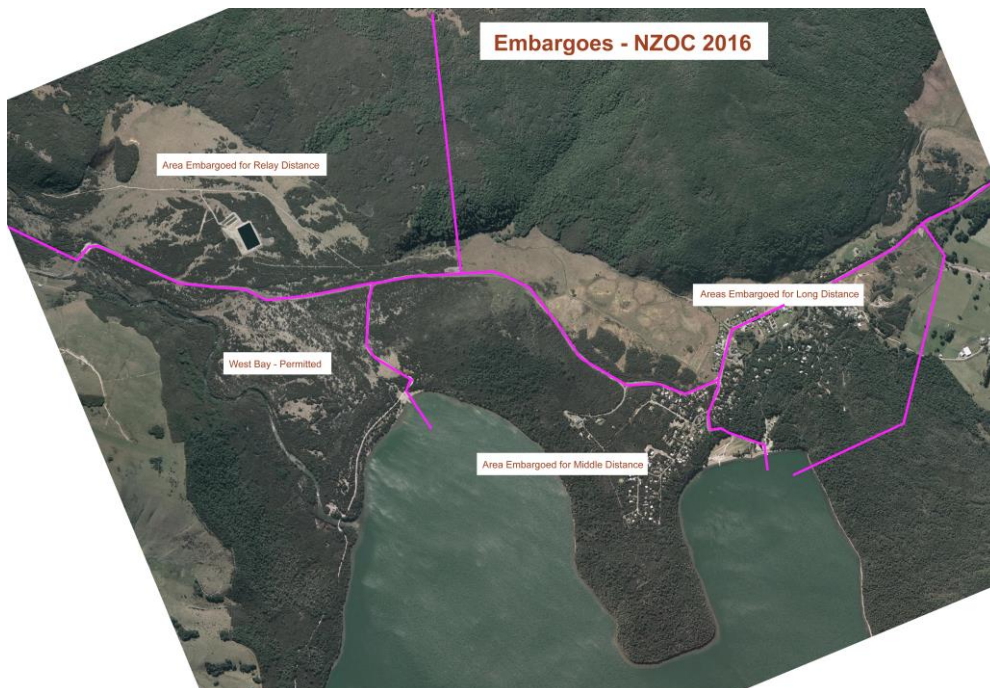 Embargoes - NZOC 2016
Area Embargoed for Relay Distance
Areas Embargoed for Long Distance
West Bay - Permitted
Area Embargoed for Middle Distance